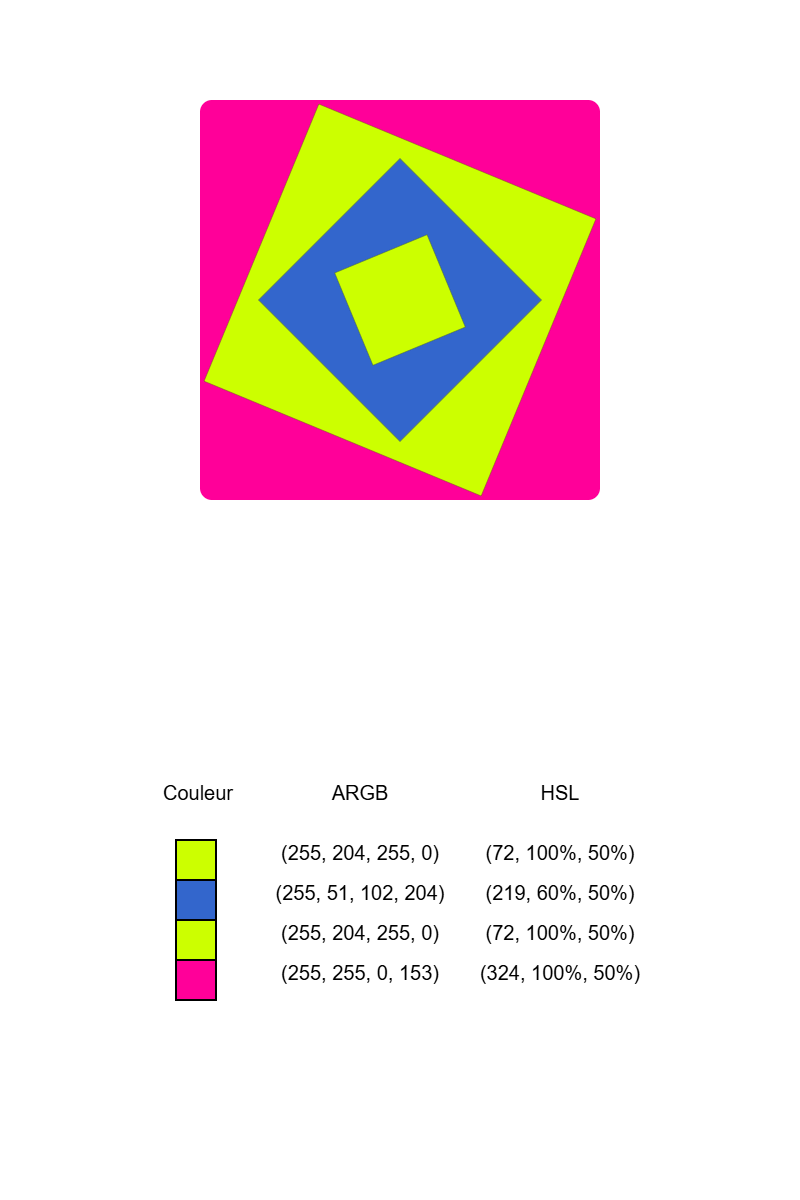 Couleur ARGB HSL
(255, 204, 255, 0) (72, 100%, 50%)
(255, 51, 102, 204) (219, 60%, 50%)
(255, 204, 255, 0) (72, 100%, 50%)
(255, 255, 0, 153) (324, 100%, 50%)